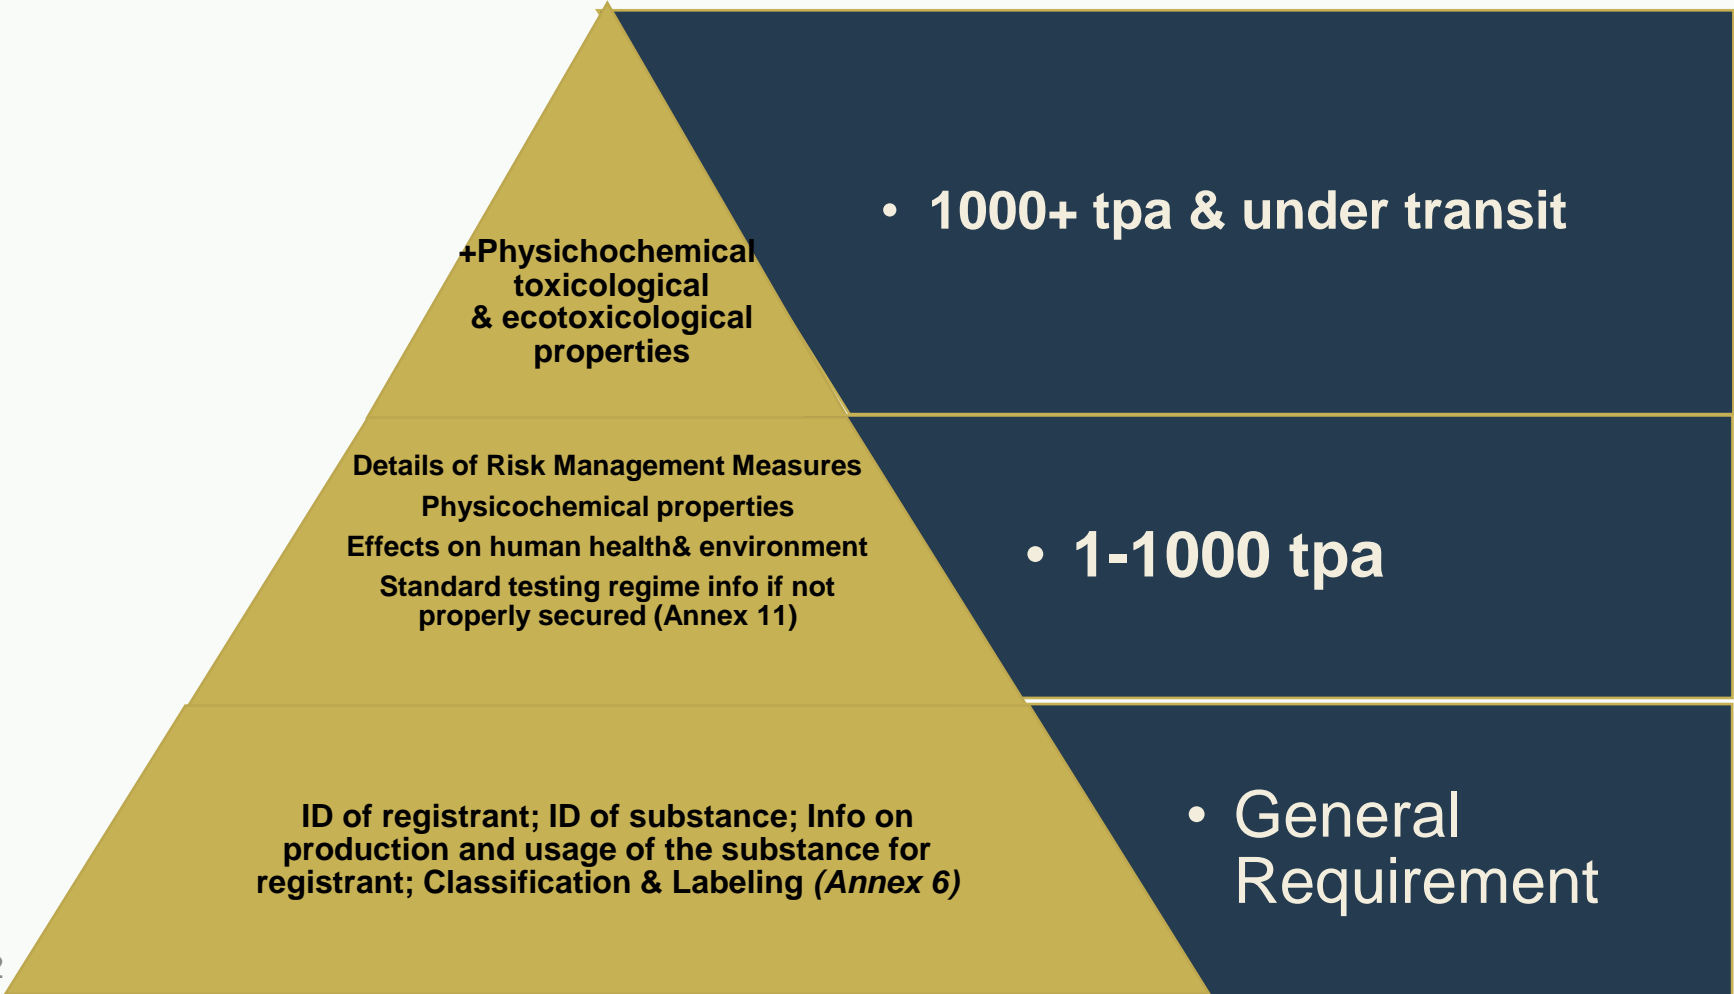 • 1000+ tpa & under transit
+Physichochemical
toxicological
& ecotoxicological
properties
Details of Risk Management Measures
Physicochemical properties
Effects on human health& environment
Standard testing regime info if not
properly secured (Annex 11)
• 1-1000 tpa
ID of registrant; ID of substance; Info on
production and usage of the substance for
registrant; Classification & Labeling (Annex 6)
• General
Requirement